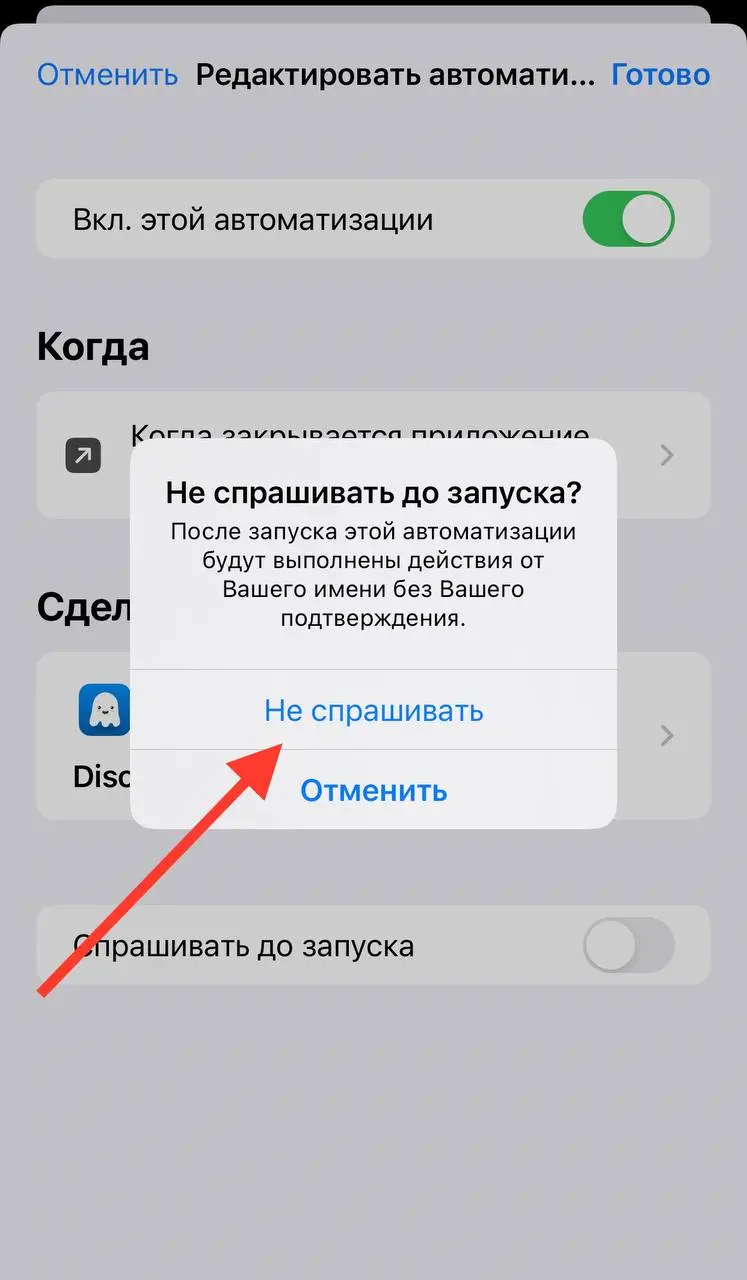 Отменить Редактировать автомати... Готово
Вкл. этой автоматизации
Когда
Когда закрывается приложение
Не спрашивать до запуска?
После запуска этой автоматизации
будут выполнены действия от
Вашего имени без Вашего
подтверждения.
Сдел
Не спрашивать
Disc
Отменить
Спрашивать до запуска